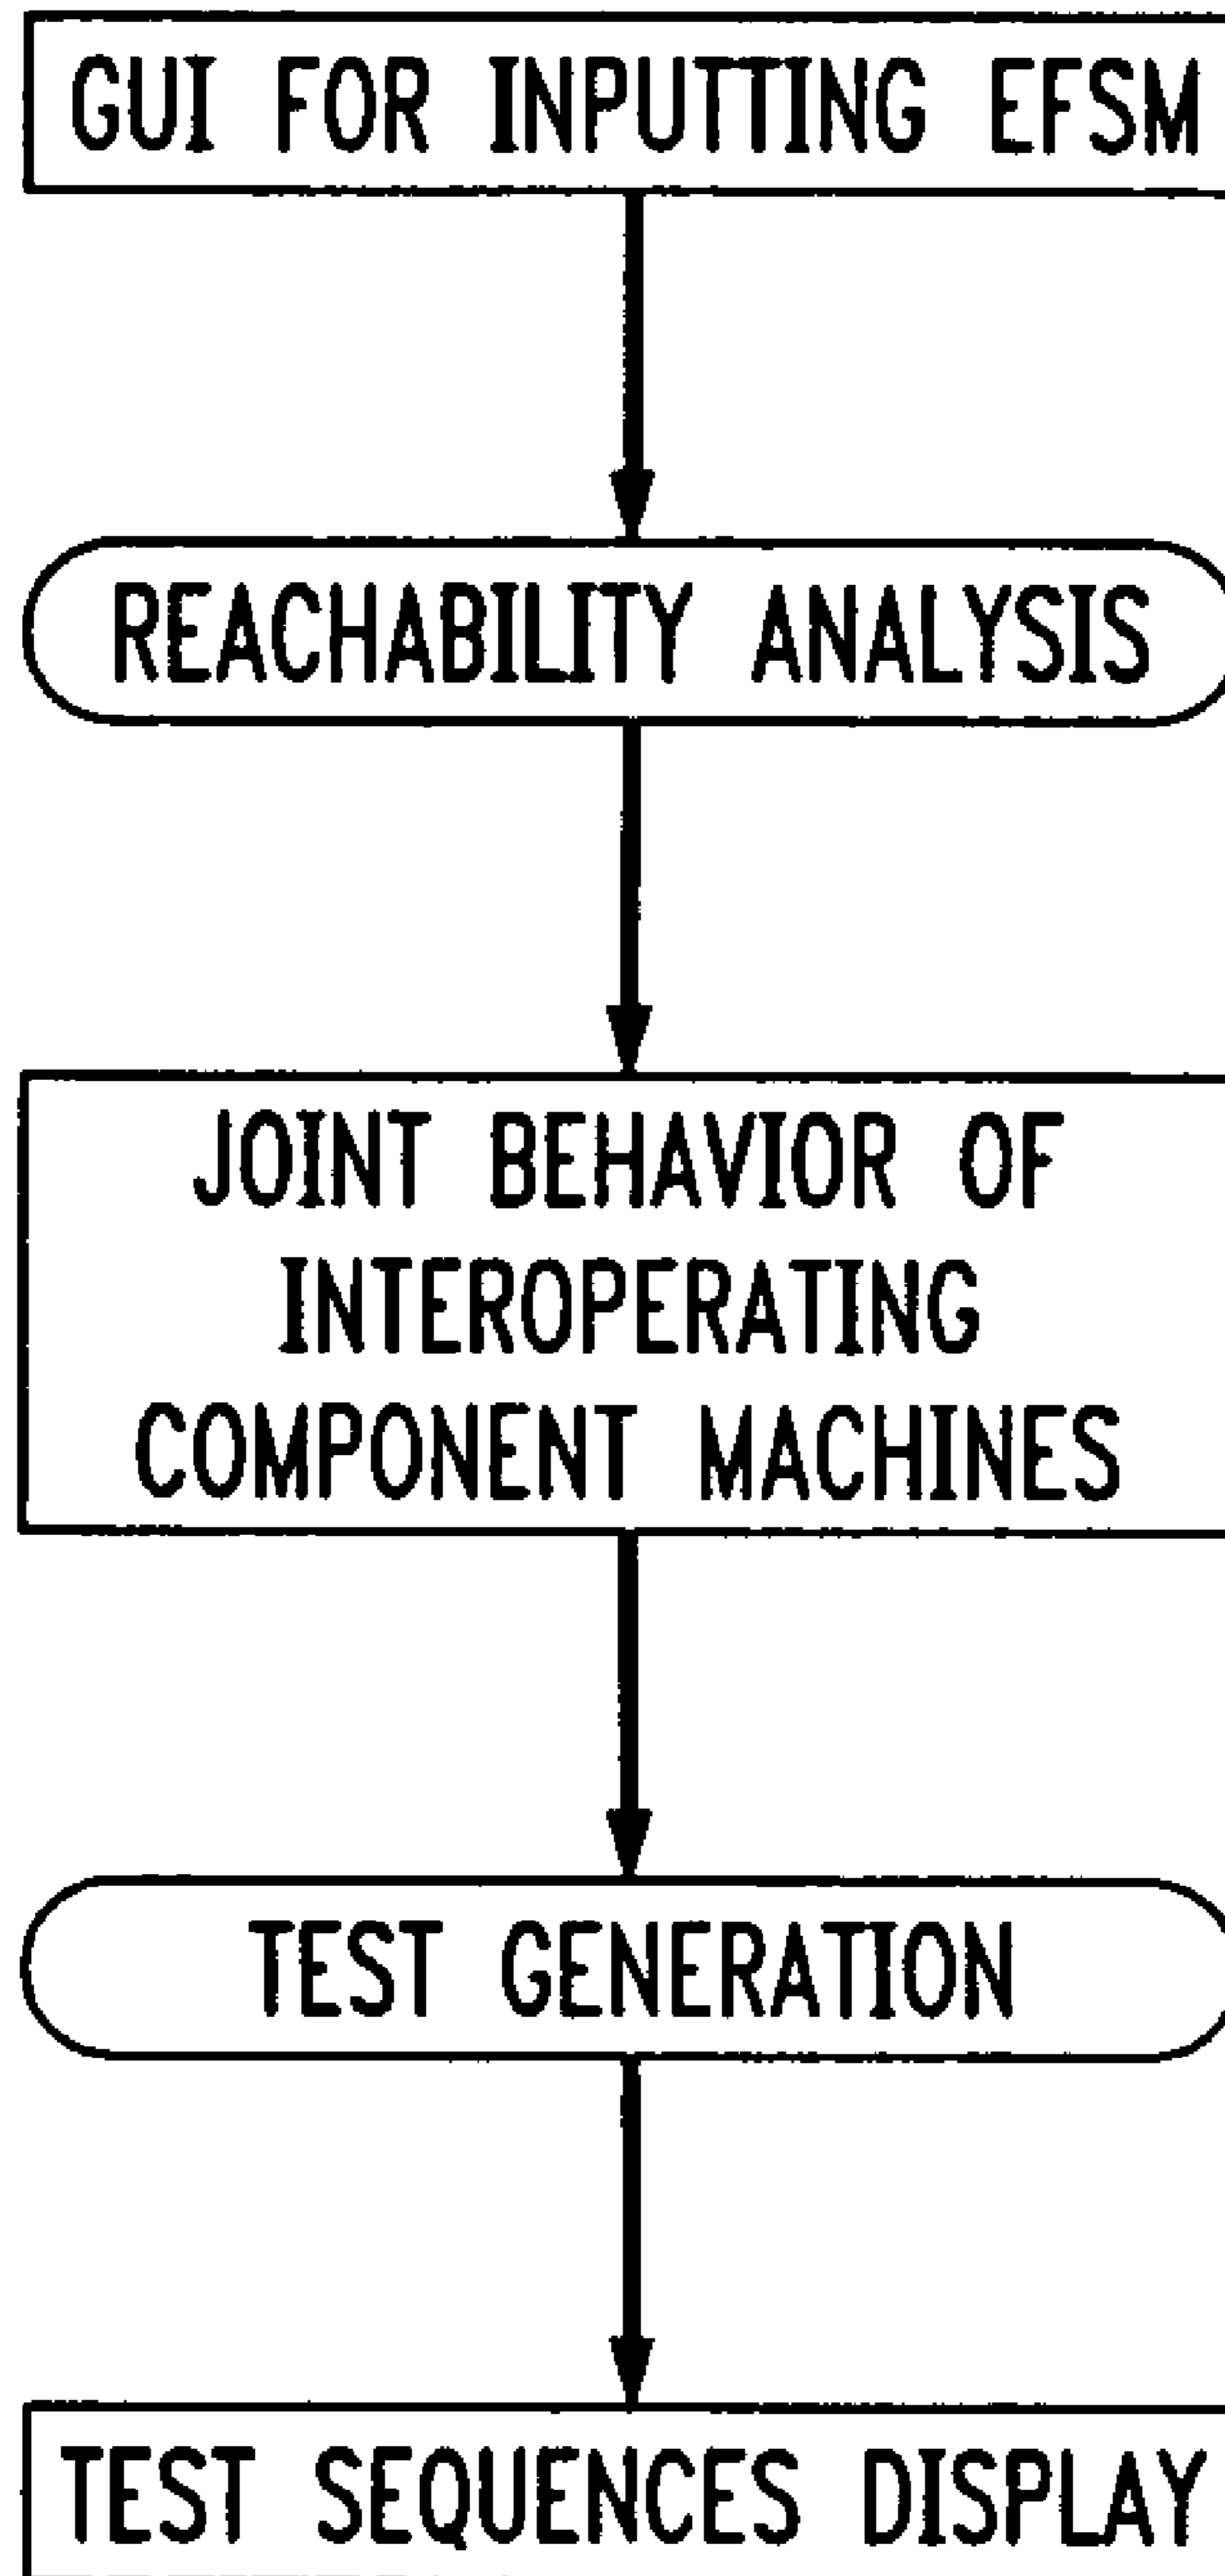 GUI FOR INPUTTING EFSM
REACHABILITY ANALYSIS
JOINT BEHAVIOR OF
INTEROPERATING
COMPONENT MACHINES
TEST GENERATION
TEST SEQUENCES DISPLAY